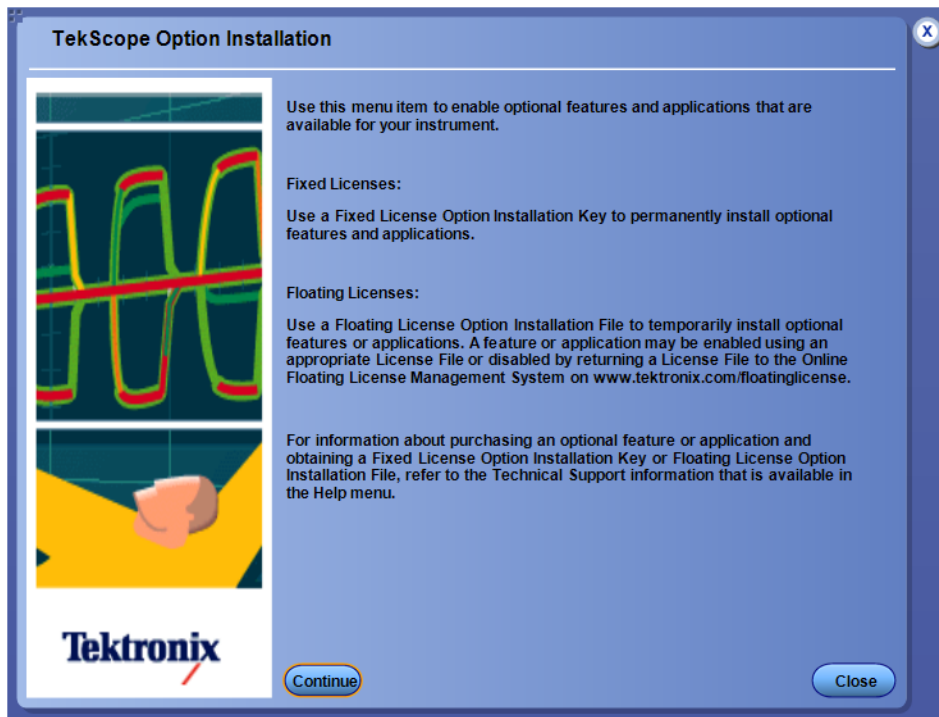 TekScope Option Installation
X
Use this menu item to enable optional features and applications that are
available for your instrument.
Fixed Licenses:
Use a Fixed License Option Installation Key to permanently install optional
features and applications.
Floating Licenses:
Use a Floating License Option Installation File to temporarily install optional
features or applications. A feature or application may be enabled using an
appropriate License File or disabled by returning a License File to the Online
Floating License Management System on www.tektronix.com/floatinglicense.
For information about purchasing an optional feature or application and
obtaining a Fixed License Option Installation Key or Floating License Option
Installation File, refer to the Technical Support information that is available in
the Help menu.
Tektronix
Continue
Close